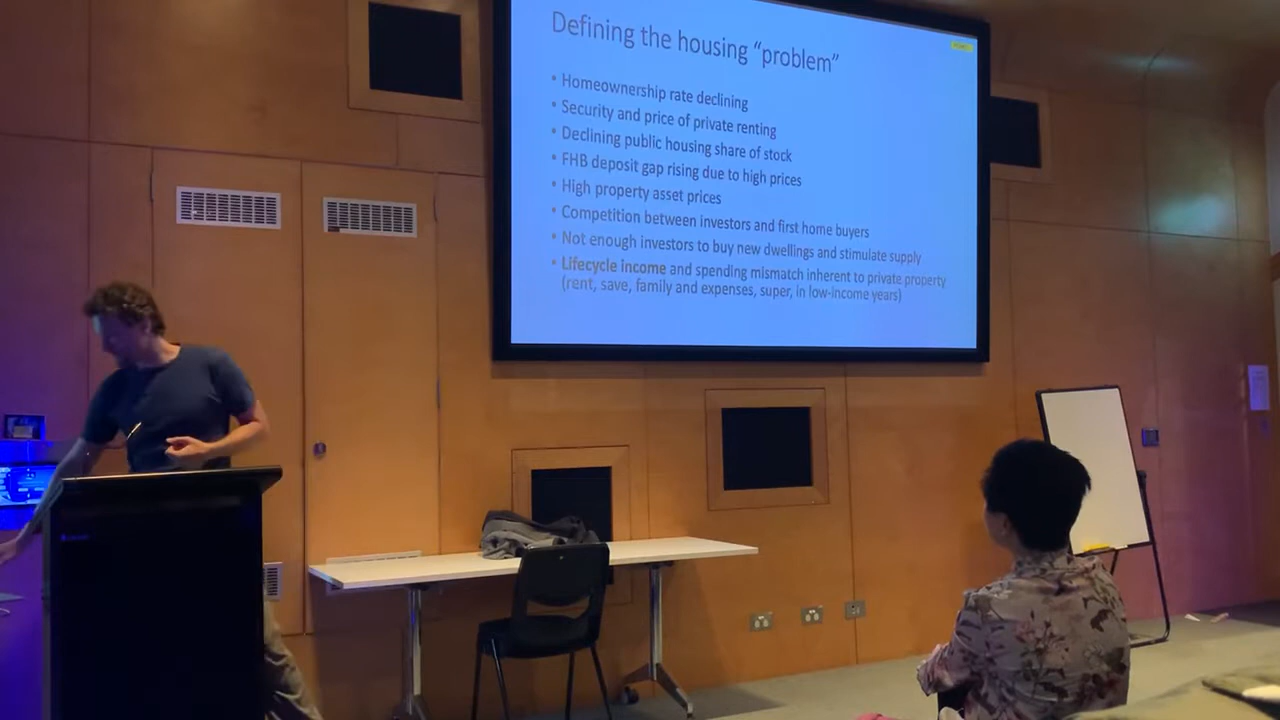 Defining the housing “problem”
• Homeownership rate declining
• Security and price of private renting
• Declining public housing share of stock
• FHB deposit gap rising due to high prices
• High property asset prices
• Competition between investors and first home buyers
• Not enough investors to buy new dwellings and stimulate supply
• Lifecycle income and spending mismatch inherent to private property
(rent, save, family and expenses, super, in low-income years)